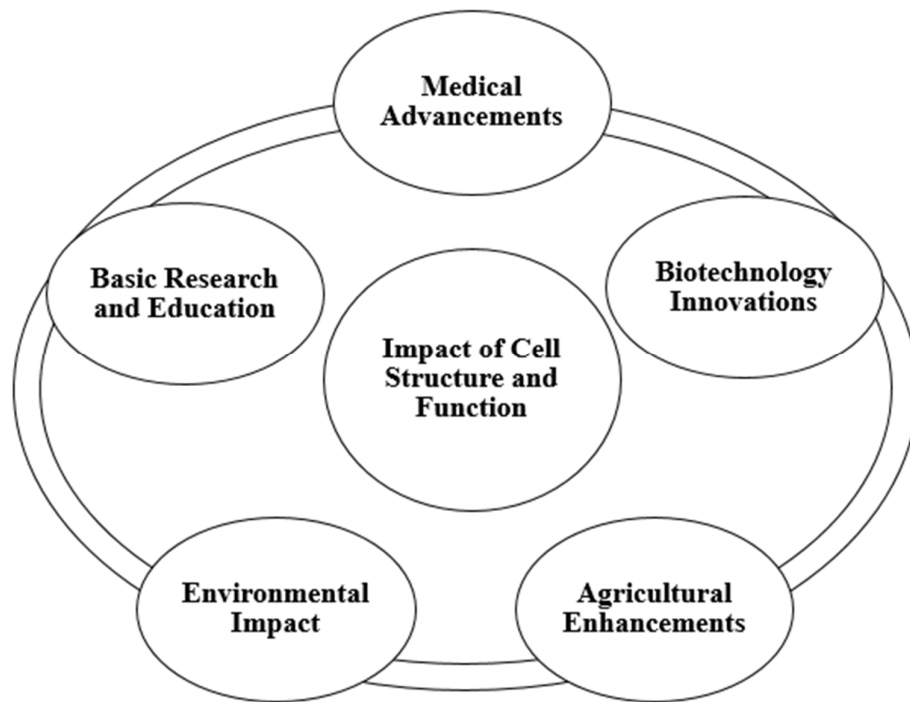 Medical
Advancements
Basic Research
and Education
Biotechnology
Innovations
Impact of Cell
Structure and
Function
Environmental
Impact
Agricultural
Enhancements